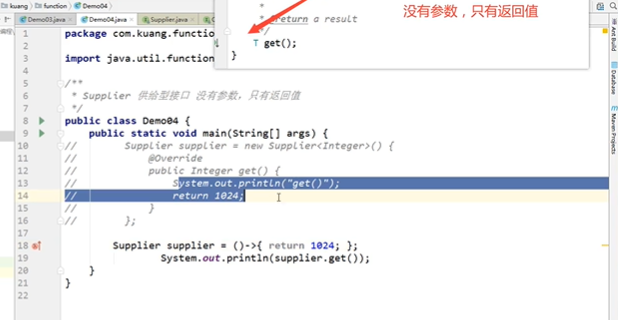 kuang
function
Demo04
Demo03.java
Demo04.java
Supplier.java
* return a result
*/
T get();
}
没有参数，只有返回值
1 package com.kuang.function
2
3 import java.util.function
4
5 /**
6 * Supplier 供给型接口 没有参数，只有返回值
7 */
8 public class Demo04 {
9 public static void main(String[] args) {
10 // Supplier supplier = new Supplier<Integer>() {
11 // @Override
12 // public Integer get() {
13 // System.out.println("get()");
14 // return 1024;
15 // }
16 // };
17
18 Supplier supplier = ()->{ return 1024; };
19 System.out.println(supplier.get());
20 }
21 }
22
Ant Build
Database
Maven Projects